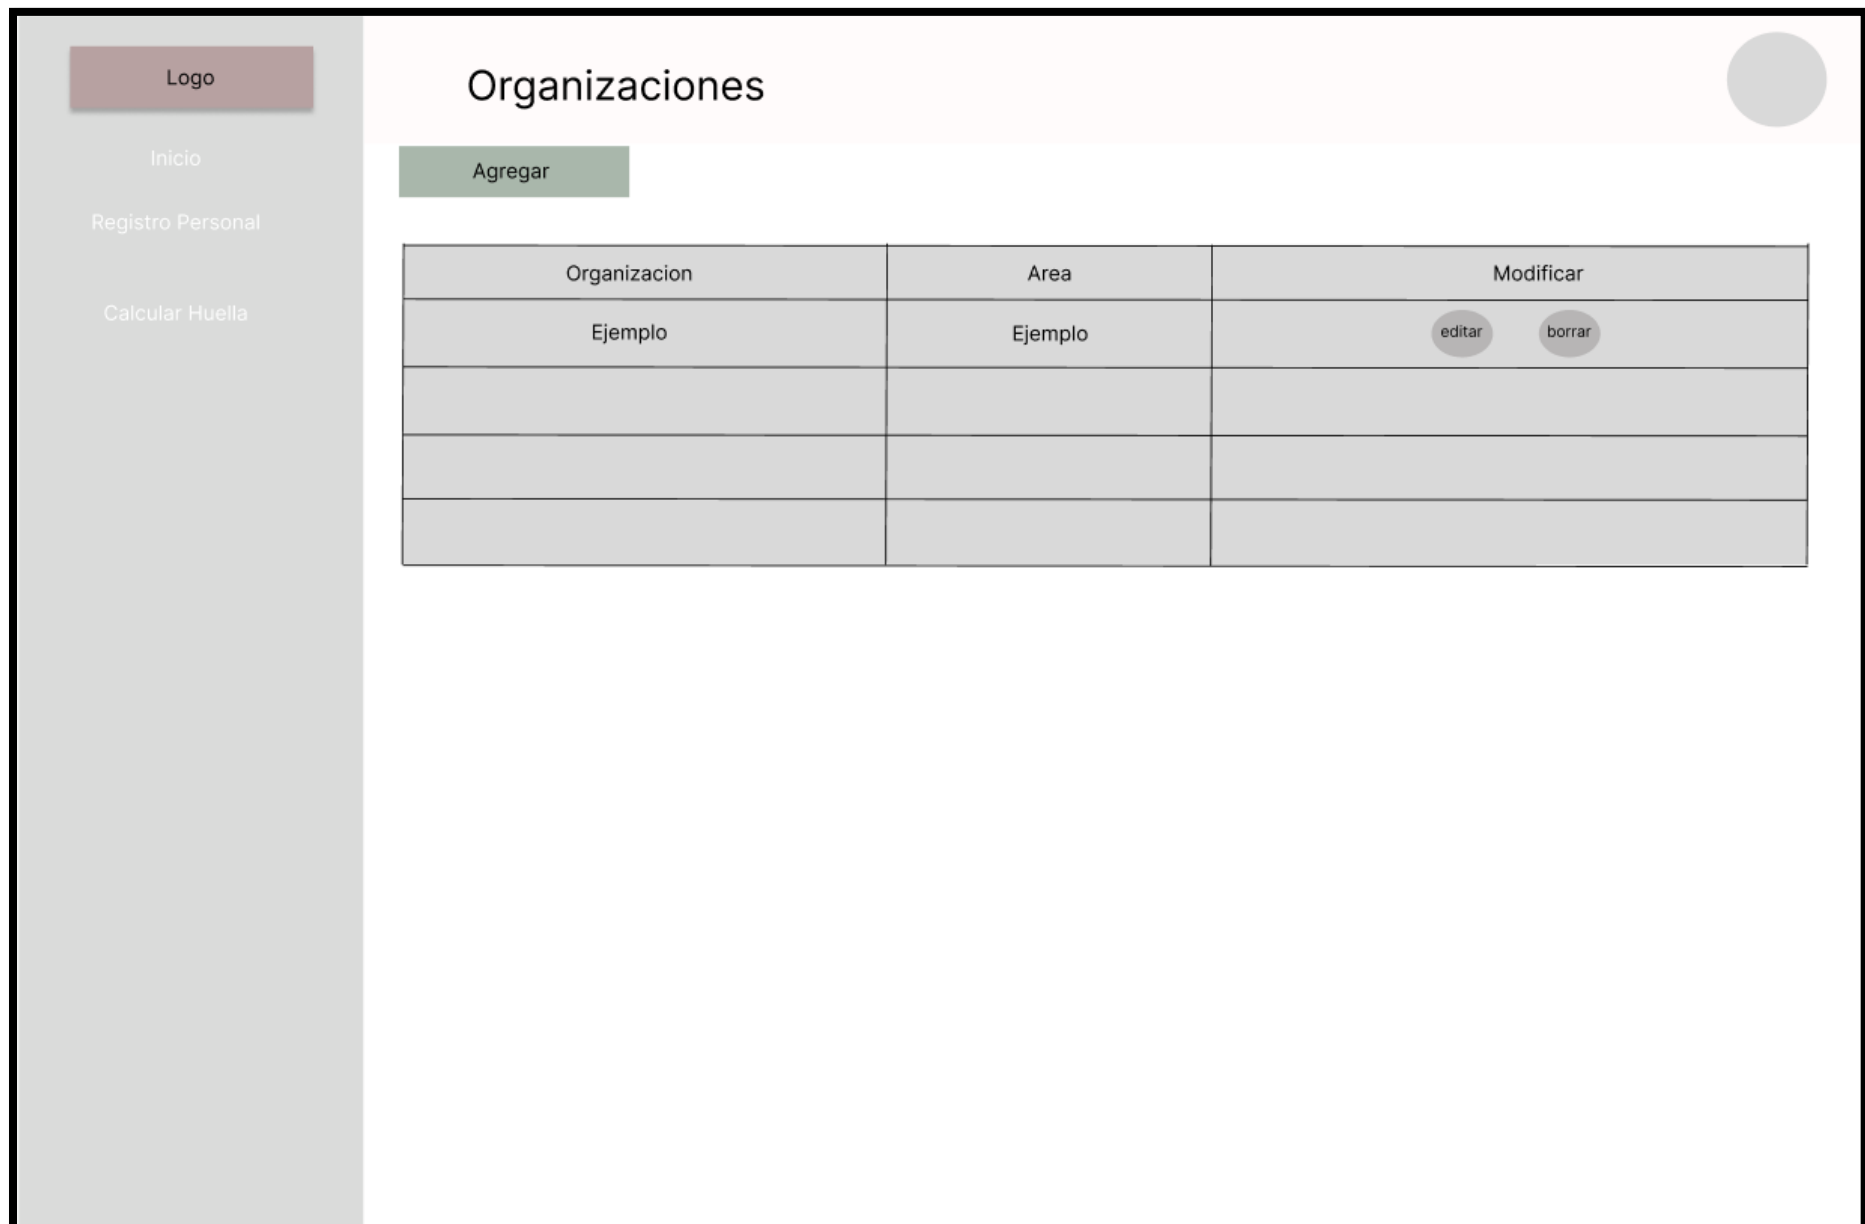 Logo
Inicio
Registro Personal
Calcular Huella
Organizaciones
Agregar
Organizacion Area Modificar
Ejemplo Ejemplo editar borrar